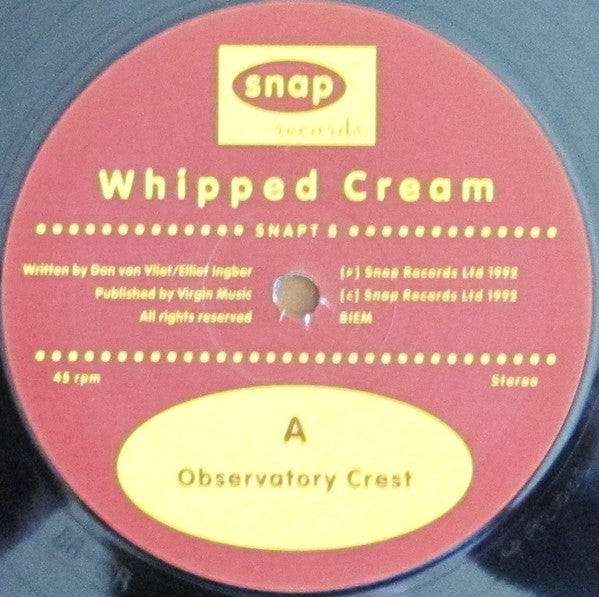 snap
records
Whipped Cream
SNAPT 8
Written by Don van Vliet/Elliot Ingber
Published by Virgin Music
All rights reserved
(P) Snap Records Ltd 1992
(C) Snap Records Ltd 1992
BIEM
45 rpm
Stereo
A
Observatory Crest